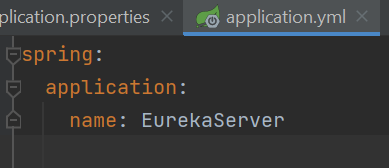 plication.properties application.yml
spring:
  application:
    name: EurekaServer